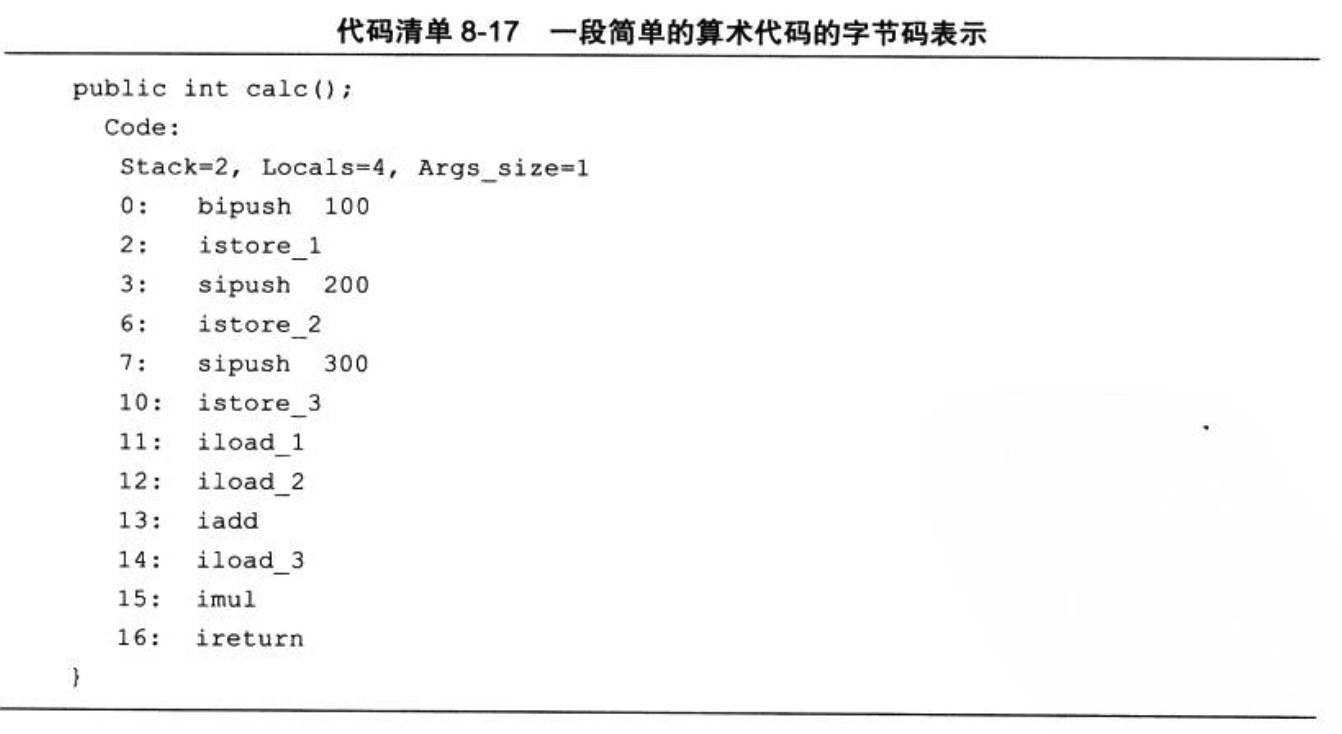 代码清单 8-17 一段简单的算术代码的字节码表示
public int calc();
Code:
Stack=2, Locals=4, Args_size=1
0: bipush 100
2: istore_1
3: sipush 200
6: istore_2
7: sipush 300
10: istore_3
11: iload_1
12: iload_2
13: iadd
14: iload_3
15: imul
16: ireturn
}